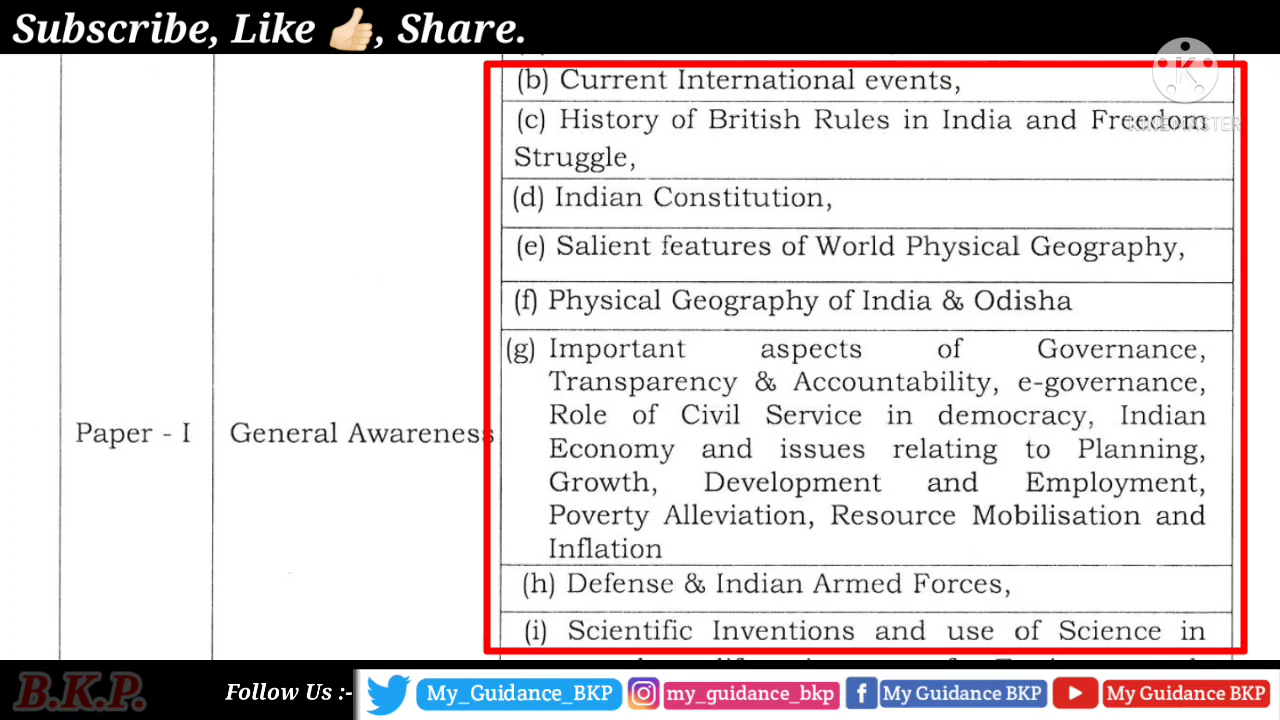 Subscribe, Like 👍🏻, Share.
(b) Current International events,
(c) History of British Rules in India and Freedom
Struggle,
(d) Indian Constitution,
(e) Salient features of World Physical Geography,
(f) Physical Geography of India & Odisha
(g) Important aspects of Governance,
Transparency & Accountability, e-governance,
Role of Civil Service in democracy, Indian
Economy and issues relating to Planning,
Growth, Development and Employment,
Poverty Alleviation, Resource Mobilisation and
Inflation
Paper - I General Awareness
(h) Defense & Indian Armed Forces,
(i) Scientific Inventions and use of Science in
K
KINEMASTER
B.K.P.
Follow Us :-
My_Guidance_BKP
my_guidance_bkp
My Guidance BKP
My Guidance BKP